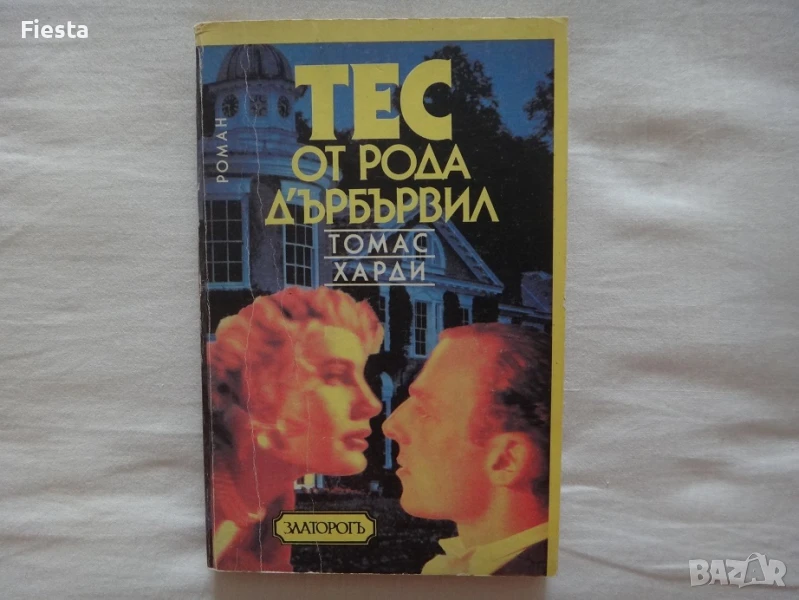 Fiesta
РОМАН
ТЕС
ОТ РОДА
Д'ЪРБЪРВИЛ
ТОМАС
ХАРДИ
ЗЛАТОРОГЪ
BAZAR